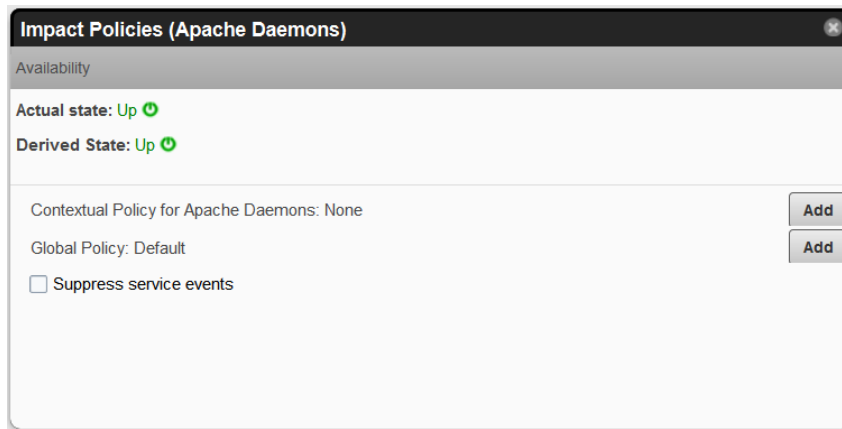 Impact Policies (Apache Daemons)
Availability
Actual state: Up
Derived State: Up
Contextual Policy for Apache Daemons: None Add
Global Policy: Default Add
Suppress service events